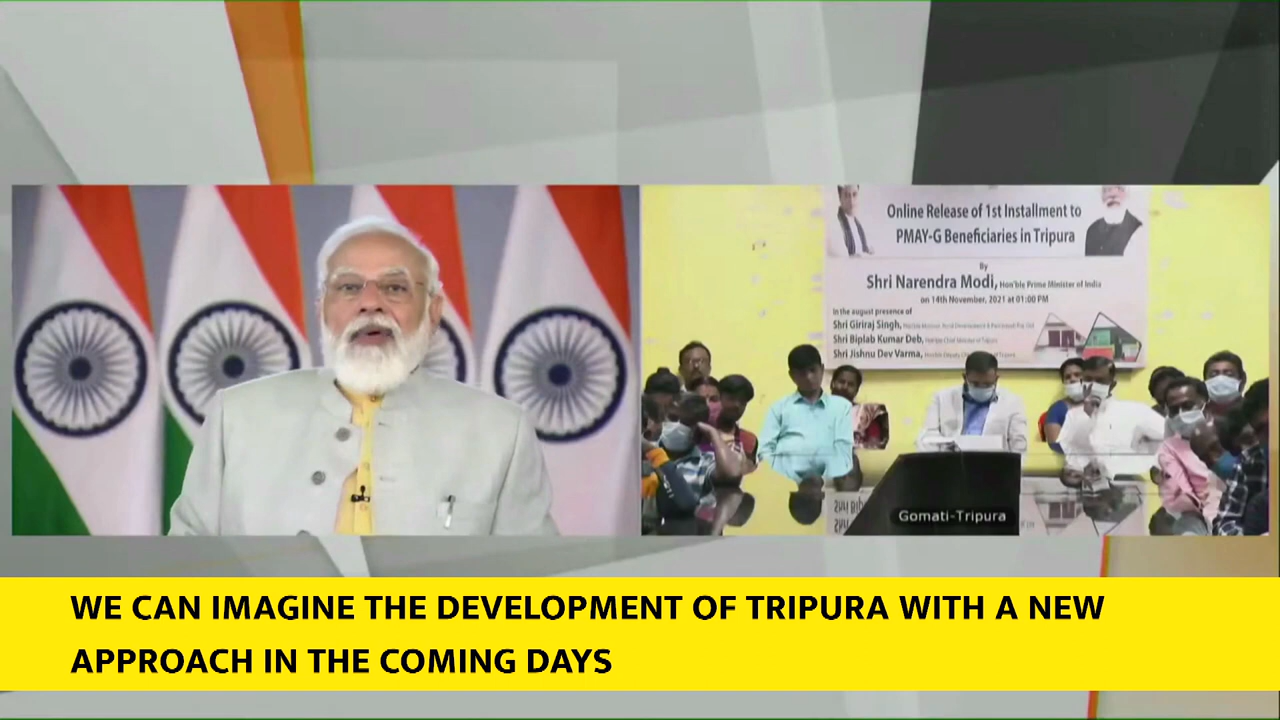 Online Release of 1st Installment to
PMAY-G Beneficiaries in Tripura
By
Shri Narendra Modi, Hon'ble Prime Minister of India
on 14th November, 2021 at 01:00 PM
In the august presence of
Shri Giriraj Singh,
Shri Biplab Kumar Deb,
Shri Jishnu Dev Varma,
Gomati-Tripura
WE CAN IMAGINE THE DEVELOPMENT OF TRIPURA WITH A NEW
APPROACH IN THE COMING DAYS